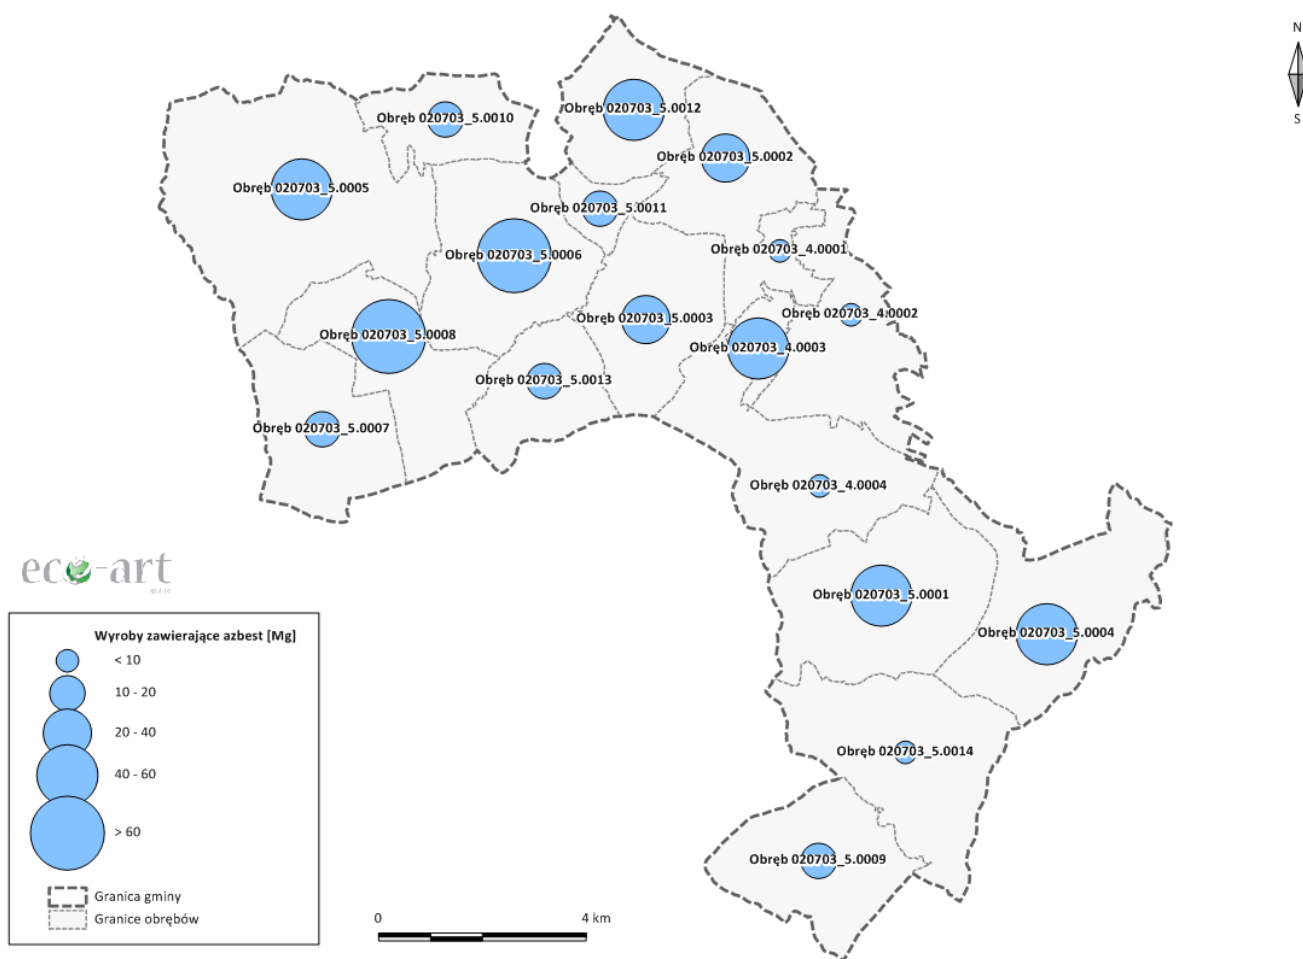 N
S
Obręb 020703_5.0012
Obręb 020703_5.0010
Obręb 020703_5.0002
Obręb 020703_5.0005
Obręb 020703_5.0011
Obręb 020703_4.0001
Obręb 020703_5.0006
Obręb 020703_4.0002
Obręb 020703_5.0003
Obręb 020703_5.0008
Obręb 020703_4.0003
Obręb 020703_5.0013
Obręb 020703_5.0007
Obręb 020703_4.0004
Obręb 020703_5.0001
Obręb 020703_5.0004
Obręb 020703_5.0014
Obręb 020703_5.0009
eco-art
Wyroby zawierające azbest [Mg]
< 10
10 - 20
20 - 40
40 - 60
> 60
Granica gminy
Granice obrębów
0 4 km